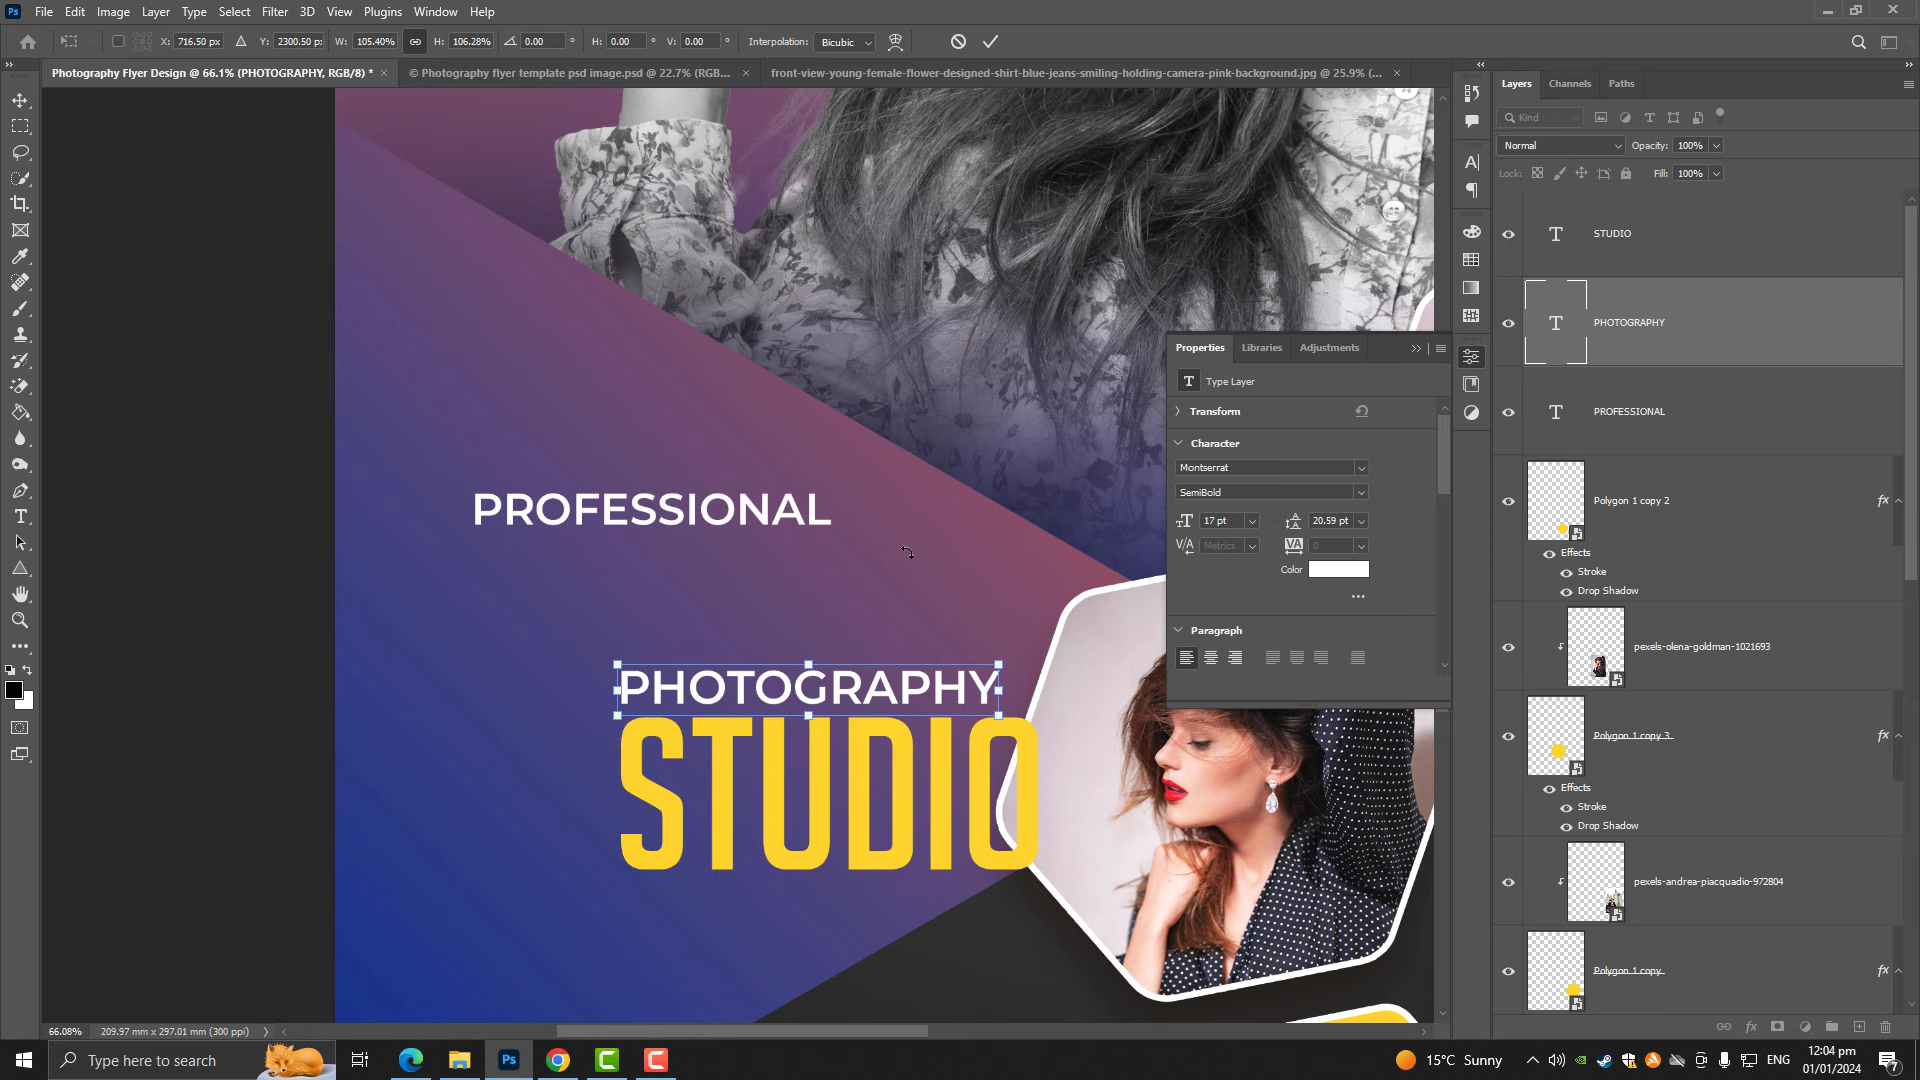 Ps File Edit Image Layer Type Select Filter 3D View Plugins Window Help
X: 716.50 px Y: 2300.50 px W: 105.40% H: 106.28% 0.00 ° H: 0.00 ° V: 0.00 ° Interpolation: Bicubic
Photography Flyer Design @ 66.1% (PHOTOGRAPHY, RGB/8) *
© Photography flyer template psd image.psd @ 22.7% (RGB...
front-view-young-female-flower-designed-shirt-blue-jeans-smiling-holding-camera-pink-background.jpg @ 25.9% (...
PROFESSIONAL
PHOTOGRAPHY
STUDIO
Properties Libraries Adjustments
T Type Layer
Transform
Character
Montserrat
SemiBold
17 pt 20.59 pt
Metrics 0
Color
Paragraph
Layers Channels Paths
Kind
Normal Opacity: 100%
Lock: Fill: 100%
T STUDIO
T PHOTOGRAPHY
T PROFESSIONAL
Polygon 1 copy 2 fx
Effects
Stroke
Drop Shadow
pexels-olena-goldman-1021693
Polygon 1 copy 3 fx
Effects
Stroke
Drop Shadow
pexels-andrea-piacquadio-972804
Polygon 1 copy fx
66.08% 209.97 mm x 297.01 mm (300 ppi)
Type here to search
Ps
15°C Sunny
ENG
12:04 pm
01/01/2024
7